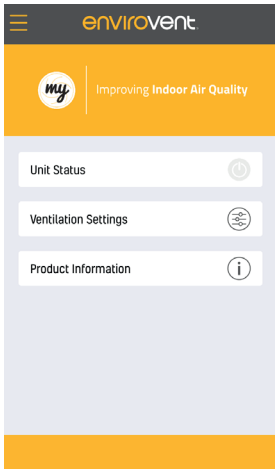 envirovent
my
Improving Indoor Air Quality
Unit Status
Ventilation Settings
Product Information